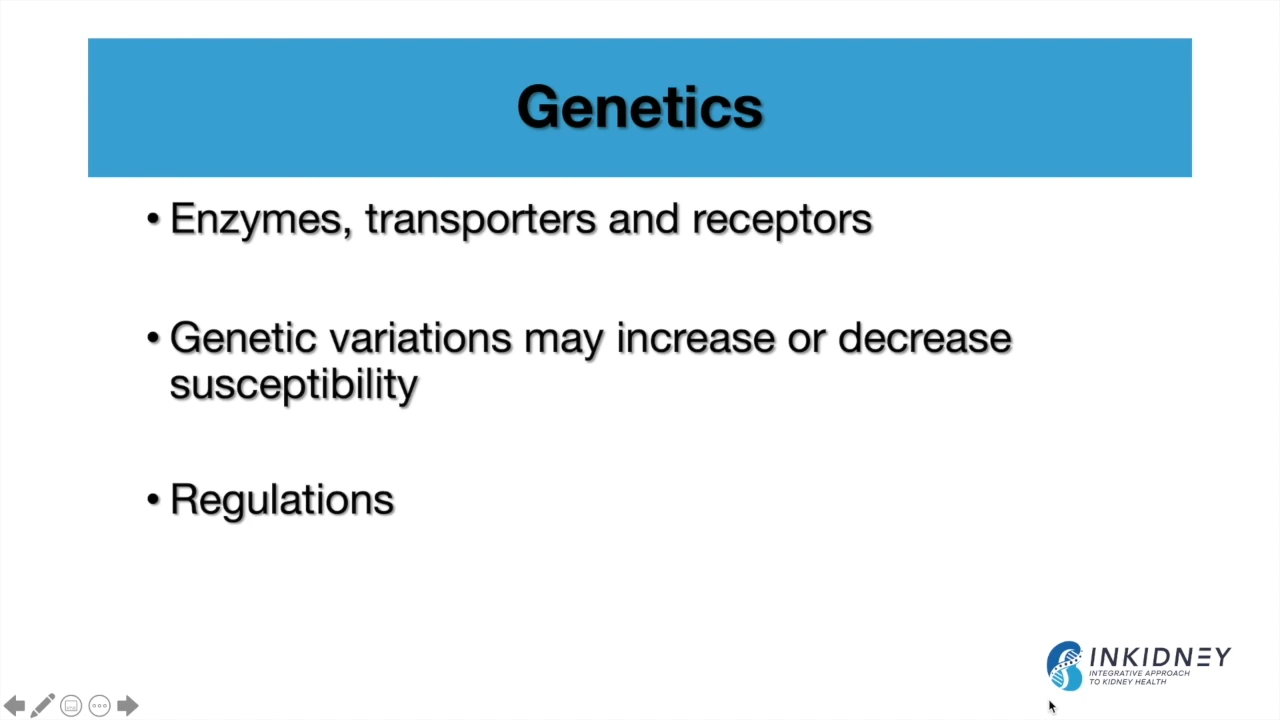 Genetics
• Enzymes, transporters and receptors
• Genetic variations may increase or decrease
susceptibility
• Regulations
INKIDNEY
INTEGRATIVE APPROACH
TO KIDNEY HEALTH